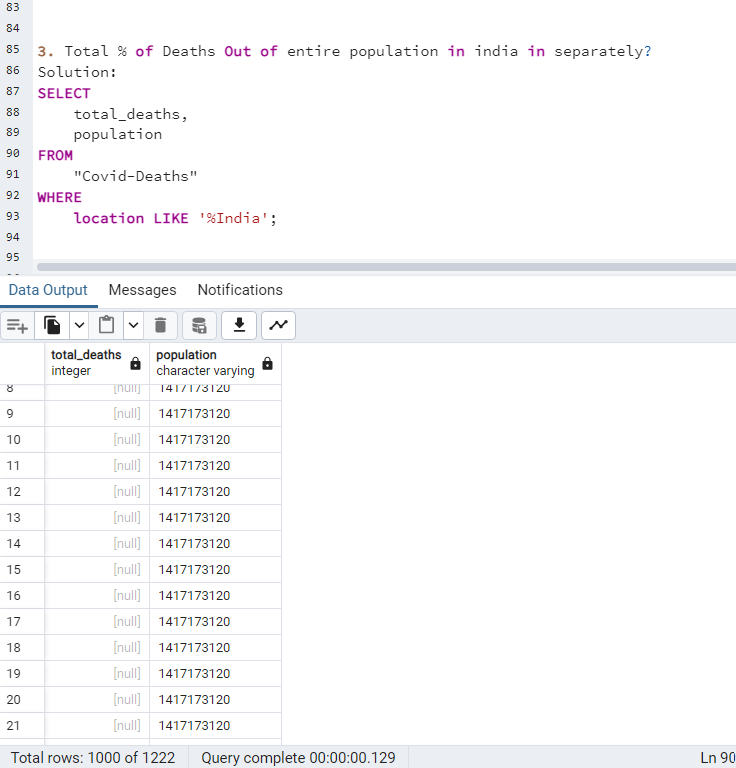 83
84
85 3. Total % of Deaths Out of entire population in india in separately?
86 Solution:
87 SELECT
88 total_deaths,
89 population
90 FROM
91 "Covid-Deaths"
92 WHERE
93 location LIKE '%India';
94
95
Data Output Messages Notifications
total_deaths population
integer character varying
8 [null] 1417173120
9 [null] 1417173120
10 [null] 1417173120
11 [null] 1417173120
12 [null] 1417173120
13 [null] 1417173120
14 [null] 1417173120
15 [null] 1417173120
16 [null] 1417173120
17 [null] 1417173120
18 [null] 1417173120
19 [null] 1417173120
20 [null] 1417173120
21 [null] 1417173120
Total rows: 1000 of 1222 Query complete 00:00:00.129 Ln 90